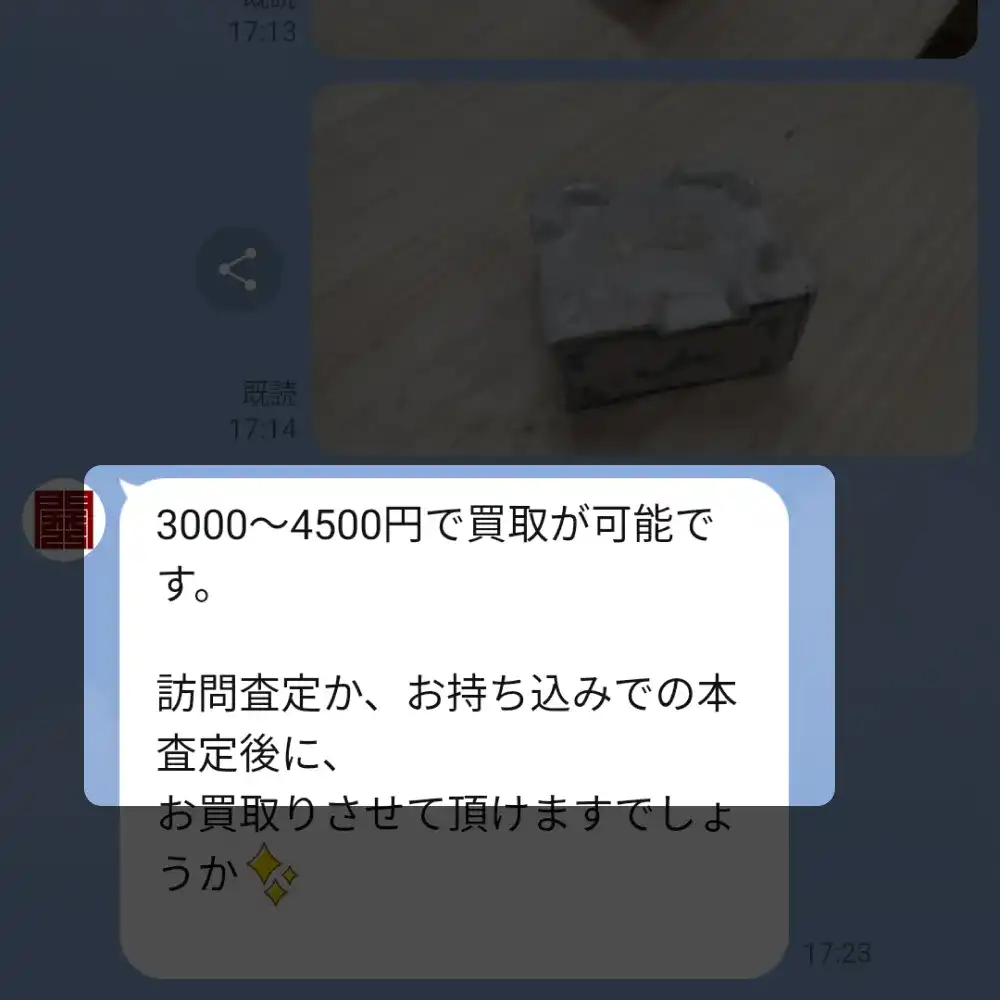 既読
17:13
既読
17:14
3000〜4500円で買取が可能で
す。
訪問査定か、お持ち込みでの本
査定後に、
お買取りさせて頂けますでしょ
うか✨
17:23